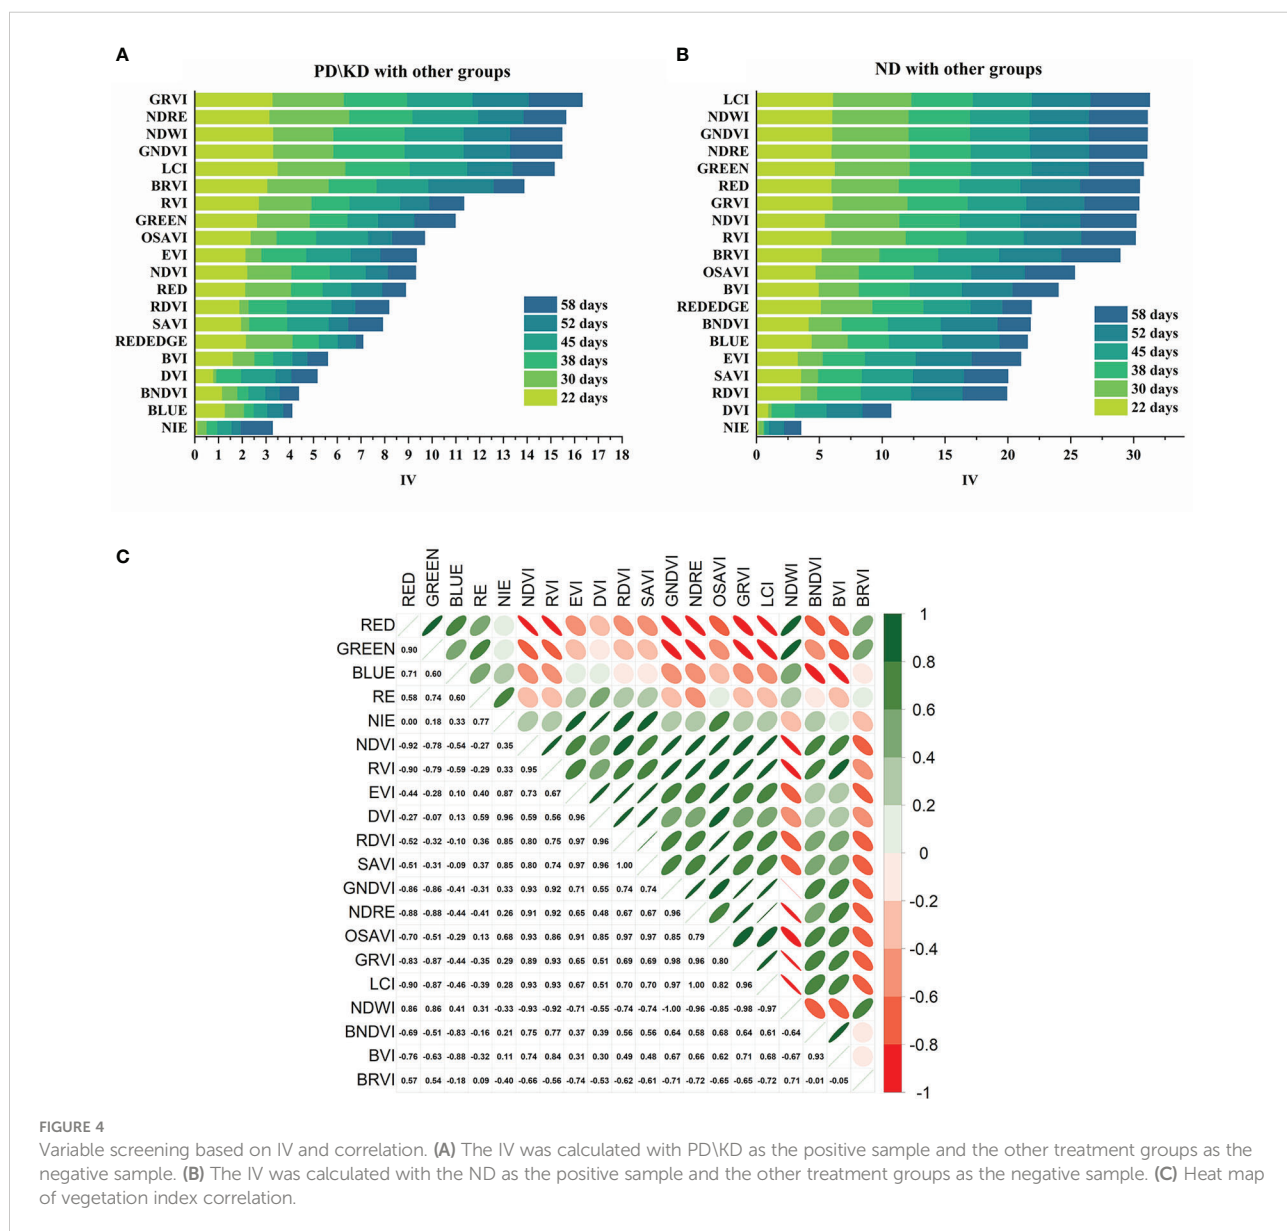 A
PD\KD with other groups
GRVI
NDRE
NDWI
GNDVI
LCI
BRVI
RVI
GREEN
OSAVI
EVI
NDVI
RED
RDVI
SAVI
REDEDGE
BVI
DVI
BNDVI
BLUE
NIE
58 days
52 days
45 days
38 days
30 days
22 days
0 1 2 3 4 5 6 7 8 9 10 11 12 13 14 15 16 17 18
IV
B
ND with other groups
LCI
NDWI
GNDVI
NDRE
GREEN
RED
GRVI
NDVI
RVI
BRVI
OSAVI
BVI
REDEDGE
BNDVI
BLUE
EVI
SAVI
RDVI
DVI
NIE
58 days
52 days
45 days
38 days
30 days
22 days
0 5 10 15 20 25 30
IV
C
RED GREEN BLUE RE NIE NDVI RVI EVI DVI RDVI SAVI GNDVI NDRE OSAVI GRVI LCI NDWI BNDVI BVI BRVI
RED
GREEN 0.90
BLUE 0.71 0.60
RE 0.58 0.74 0.60
NIE 0.00 0.18 0.33 0.77
NDVI -0.92 -0.78 -0.54 -0.27 0.35
RVI -0.90 -0.79 -0.59 -0.29 0.33 0.95
EVI -0.44 -0.28 0.10 0.40 0.87 0.73 0.67
DVI -0.27 -0.07 0.13 0.59 0.96 0.59 0.56 0.96
RDVI -0.52 -0.32 -0.10 0.36 0.85 0.80 0.75 0.97 0.96
SAVI -0.51 -0.31 -0.09 0.37 0.85 0.80 0.74 0.97 0.96 1.00
GNDVI -0.86 -0.86 -0.41 -0.31 0.33 0.93 0.92 0.71 0.55 0.74 0.74
NDRE -0.88 -0.88 -0.44 -0.41 0.26 0.91 0.92 0.65 0.48 0.67 0.67 0.96
OSAVI -0.70 -0.51 -0.29 0.13 0.68 0.93 0.86 0.91 0.85 0.97 0.97 0.85 0.79
GRVI -0.83 -0.87 -0.44 -0.35 0.29 0.89 0.93 0.65 0.51 0.69 0.69 0.98 0.96 0.80
LCI -0.90 -0.87 -0.46 -0.39 0.28 0.93 0.93 0.67 0.51 0.70 0.70 0.97 1.00 0.82 0.96
NDWI 0.86 0.86 0.41 0.31 -0.33 -0.93 -0.92 -0.71 -0.55 -0.74 -0.74 -1.00 -0.96 -0.85 -0.98 -0.97
BNDVI -0.69 -0.51 -0.83 -0.16 0.21 0.75 0.77 0.37 0.39 0.56 0.56 0.64 0.58 0.68 0.64 0.61 -0.64
BVI -0.76 -0.63 -0.88 -0.32 0.11 0.74 0.84 0.31 0.30 0.49 0.48 0.67 0.66 0.62 0.71 0.68 -0.67 0.93
BRVI 0.57 0.54 -0.18 0.09 -0.40 -0.66 -0.56 -0.74 -0.53 -0.62 -0.61 -0.71 -0.72 -0.65 -0.65 -0.72 0.71 -0.01 -0.05
1
0.8
0.6
0.4
0.2
0
-0.2
-0.4
-0.6
-0.8
-1
FIGURE 4
Variable screening based on IV and correlation. (A) The IV was calculated with PD\KD as the positive sample and the other treatment groups as the
negative sample. (B) The IV was calculated with the ND as the positive sample and the other treatment groups as the negative sample. (C) Heat map
of vegetation index correlation.